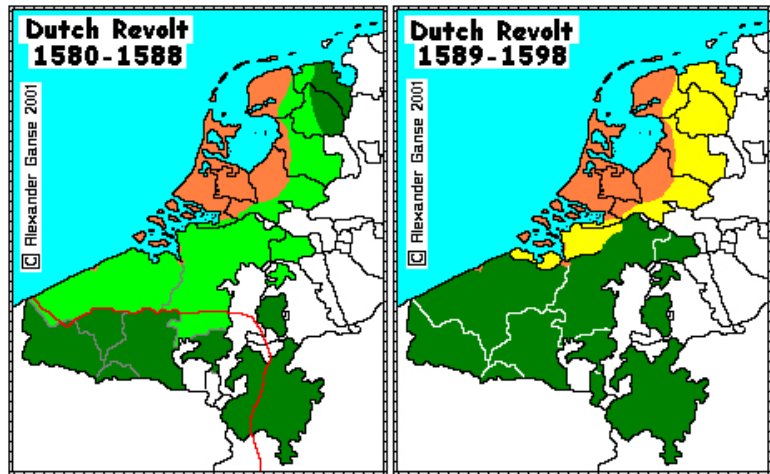 Dutch Revolt
1580-1588
C Alexander Ganse 2001
Dutch Revolt
1589-1598
C Alexander Ganse 2001